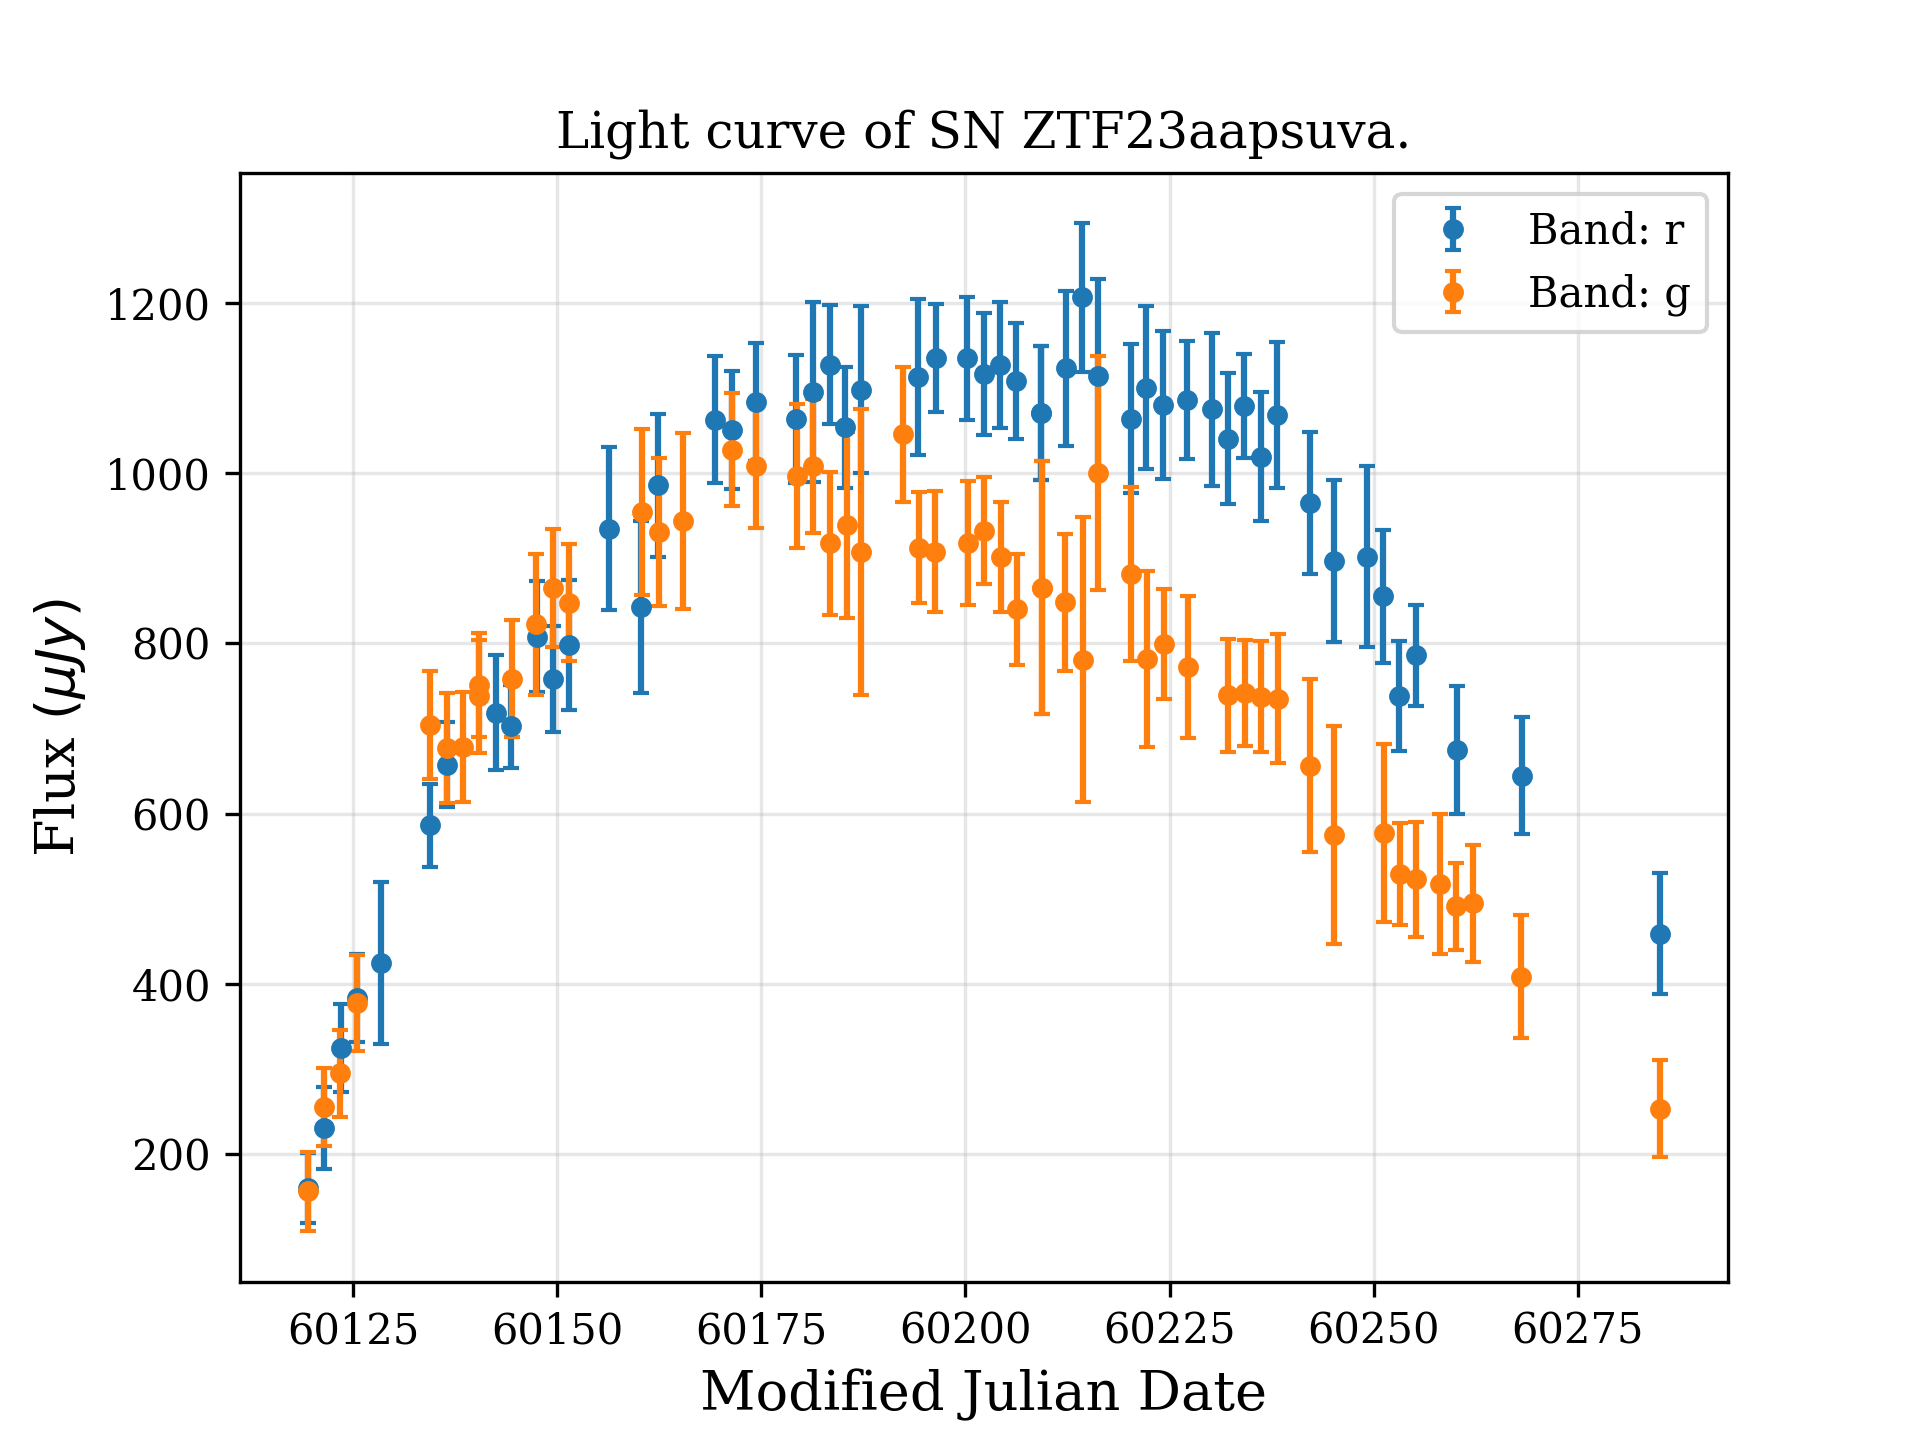 Light curve of SN ZTF23aapsuva.
Band: r
Band: g
1200
1000
800
600
400
200
Flux (μJy)
60125 60150 60175 60200 60225 60250 60275
Modified Julian Date